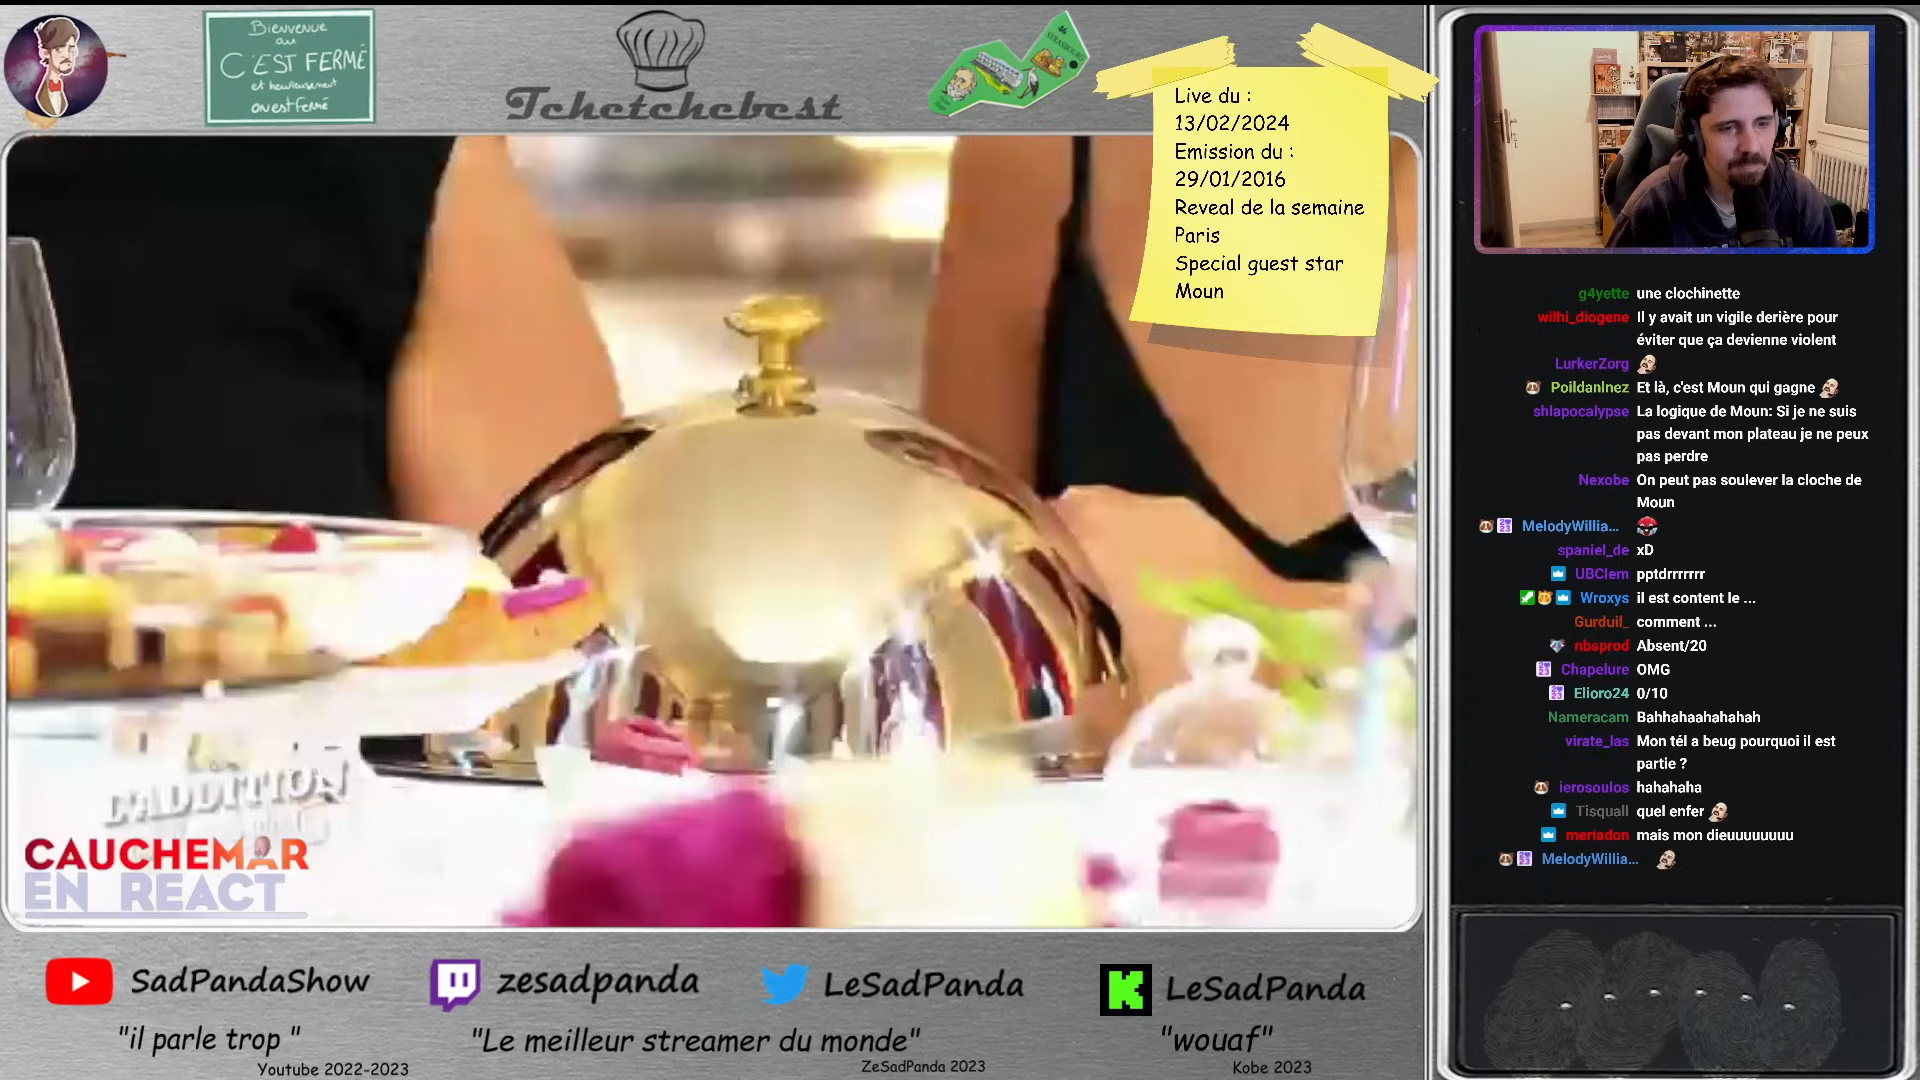 Bienvenue
au
C'EST FERMÉ
et heureusement
on est fermé
Tchetchebest
STRASBOURG
Live du :
13/02/2024
Emission du :
29/01/2016
Reveal de la semaine
Paris
Special guest star
Moun
g4yette une clochinette
wilhi_diogene Il y avait un vigile derière pour
éviter que ça devienne violent
LurkerZorg
Poildanlnez Et là, c'est Moun qui gagne
shlapocalypse La logique de Moun: Si je ne suis
pas devant mon plateau je ne peux
pas perdre
Nexobe On peut pas soulever la cloche de
Moun
MelodyWillia...
spaniel_de xD
UBClem pptdrrrrrrr
Wroxys il est content le ...
Gurduil_ comment ...
nbsprod Absent/20
Chapelure OMG
Elioro24 0/10
Nameracam Bahhahaahahahah
virate_las Mon tél a beug pourquoi il est
partie ?
ierosoulos hahahaha
Tisquall quel enfer
meriadon mais mon dieuuuuuuuu
MelodyWillia...
L'ADDITION
CAUCHEMAR
EN REACT
SadPandaShow
zesadpanda
LeSadPanda
LeSadPanda
"il parle trop "
Youtube 2022-2023
"Le meilleur streamer du monde"
ZeSadPanda 2023
"wouaf"
Kobe 2023